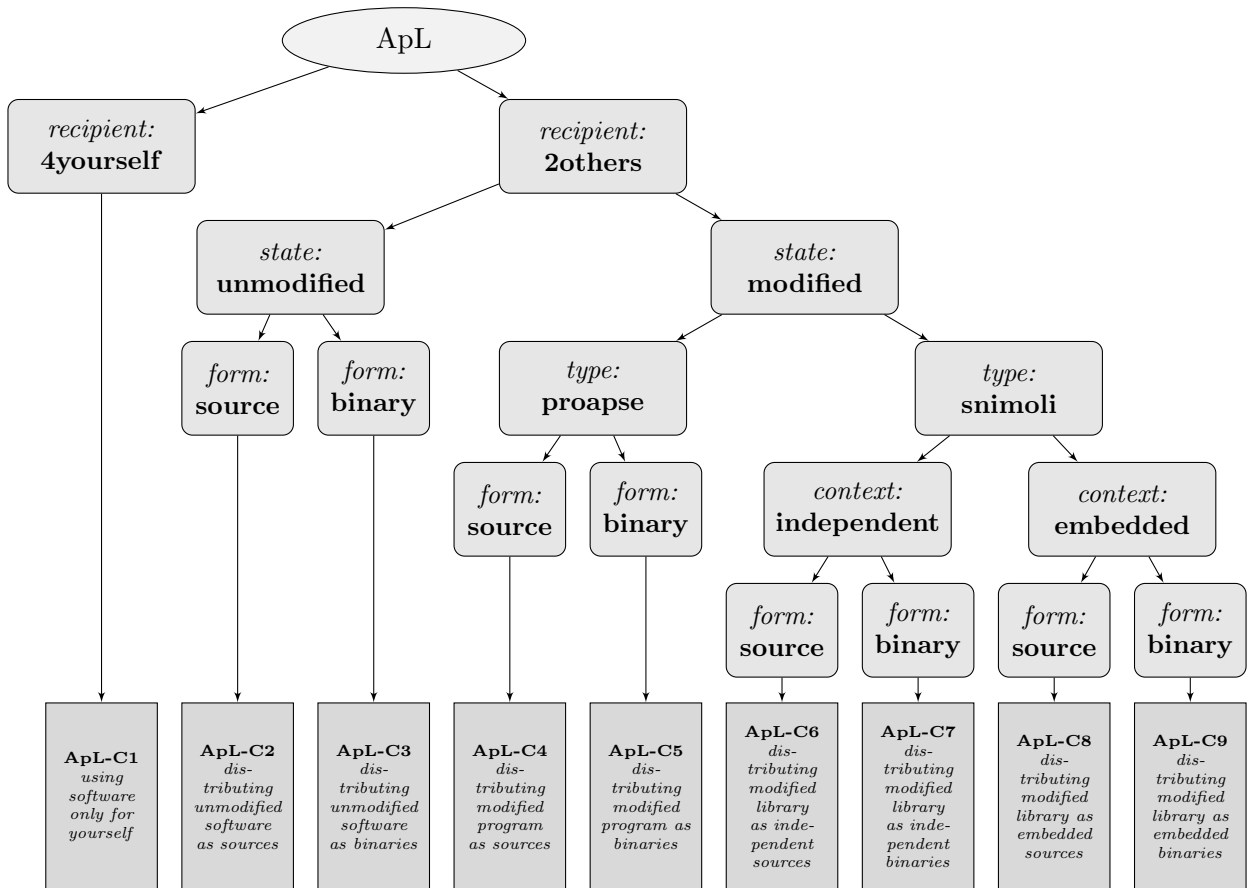 ApL
recipient:
4yourself
recipient:
2others
state:
unmodified
state:
modified
form:
source
form:
binary
type:
proapse
type:
snimoli
form:
source
form:
binary
context:
independent
context:
embedded
form:
source
form:
binary
form:
source
form:
binary
ApL-C1
using
software
only for
yourself
ApL-C2
dis-
tributing
unmodified
software
as sources
ApL-C3
dis-
tributing
unmodified
software
as binaries
ApL-C4
dis-
tributing
modified
program
as sources
ApL-C5
dis-
tributing
modified
program as
binaries
ApL-C6
dis-
tributing
modified
library
as inde-
pendent
sources
ApL-C7
dis-
tributing
modified
library
as inde-
pendent
binaries
ApL-C8
dis-
tributing
modified
library as
embedded
sources
ApL-C9
dis-
tributing
modified
library as
embedded
binaries